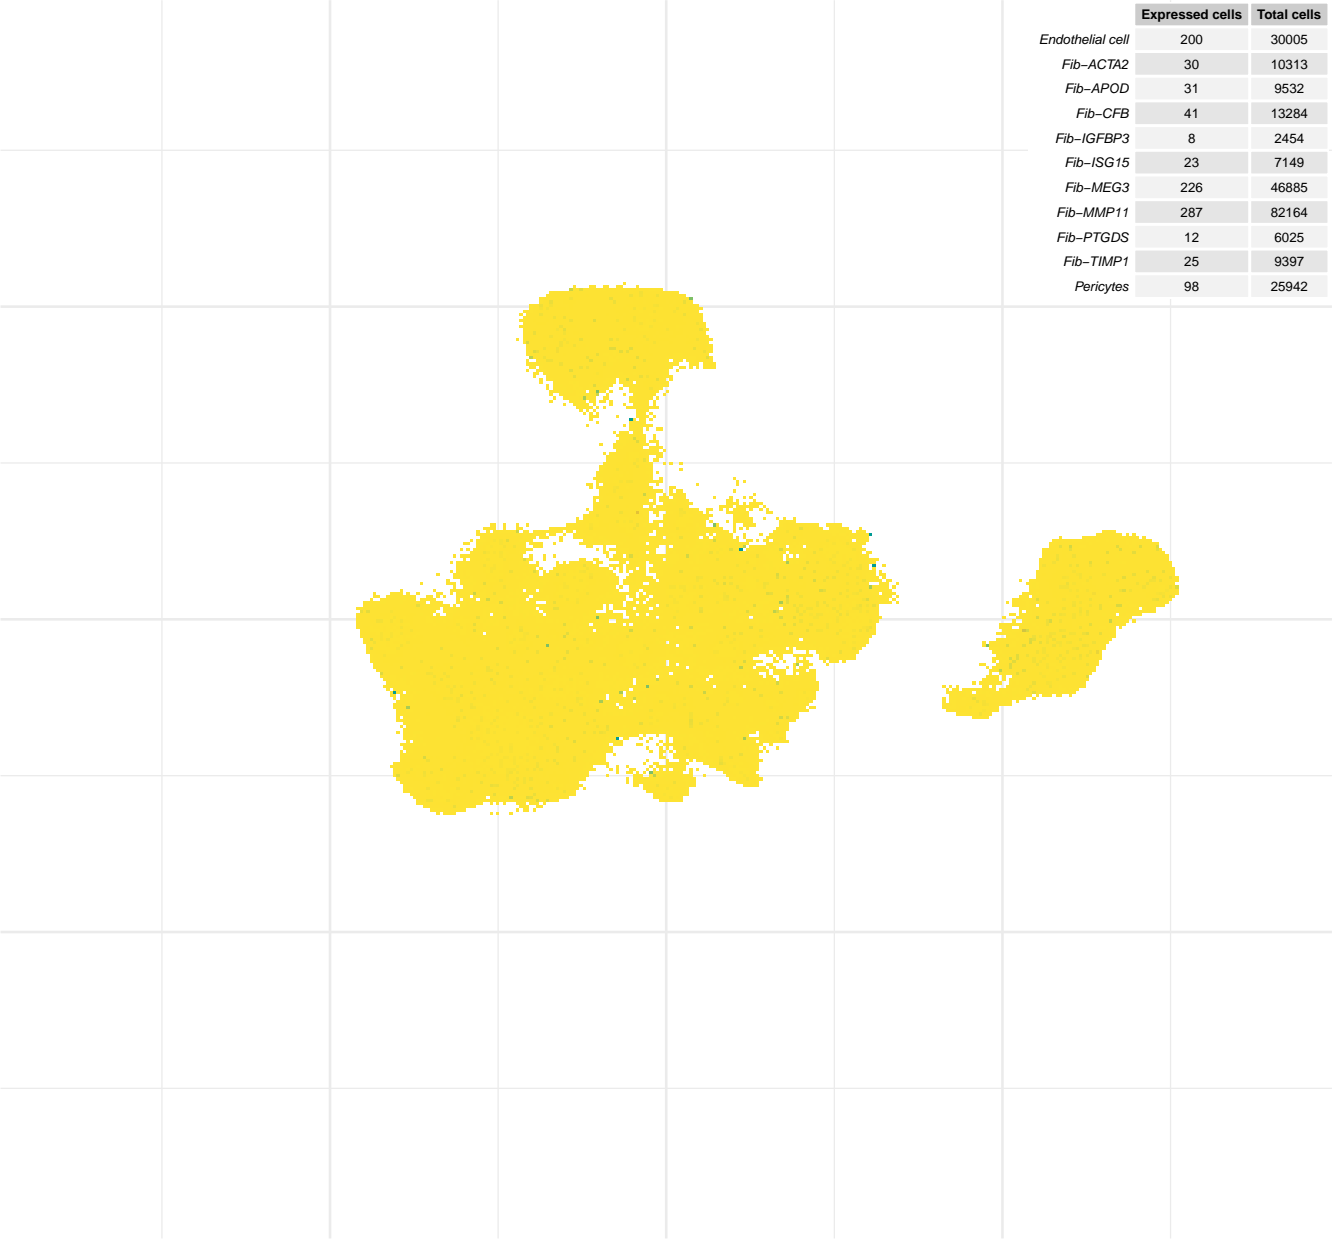 Expressed cells Total cells
Endothelial cell 200 30005
Fib−ACTA2 30 10313
Fib−APOD 31 9532
Fib−CFB 41 13284
Fib−IGFBP3 8 2454
Fib−ISG15 23 7149
Fib−MEG3 226 46885
Fib−MMP11 287 82164
Fib−PTGDS 12 6025
Fib−TIMP1 25 9397
Pericytes 98 25942